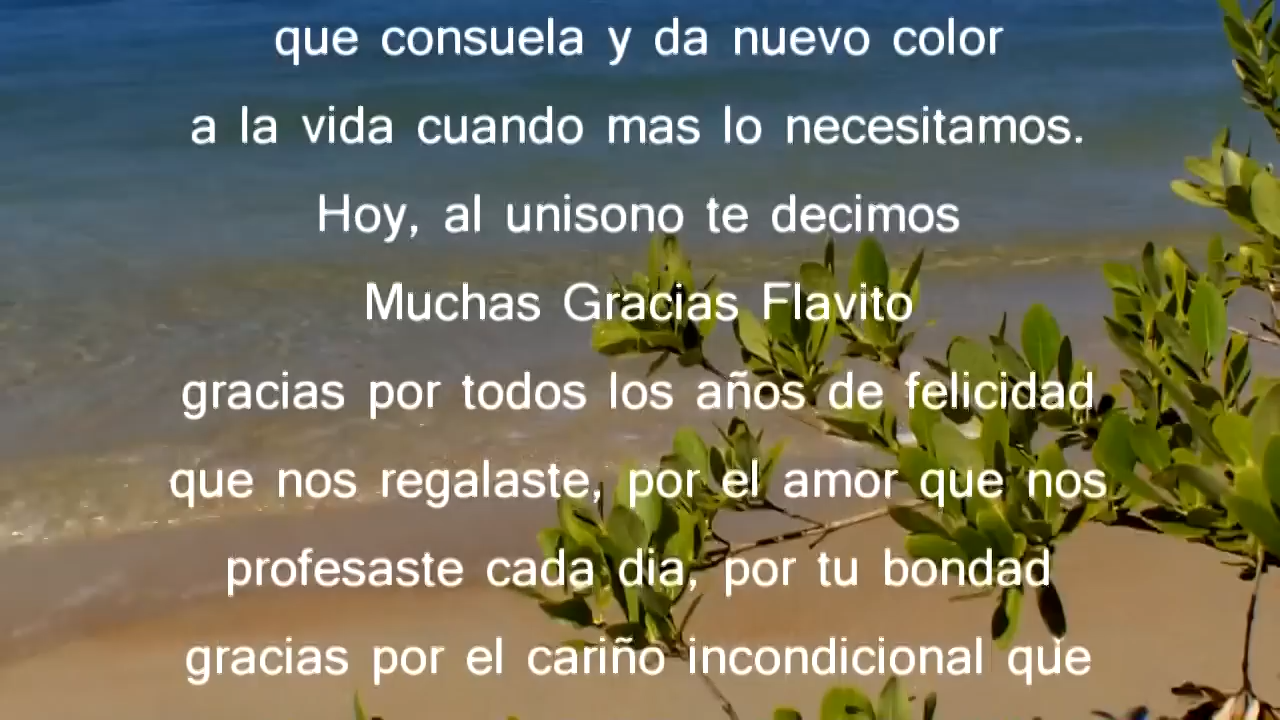 que consuela y da nuevo color
a la vida cuando mas lo necesitamos.
Hoy, al unisono te decimos
Muchas Gracias Flavito
gracias por todos los años de felicidad
que nos regalaste, por el amor que nos
profesaste cada dia, por tu bondad
gracias por el cariño incondicional que